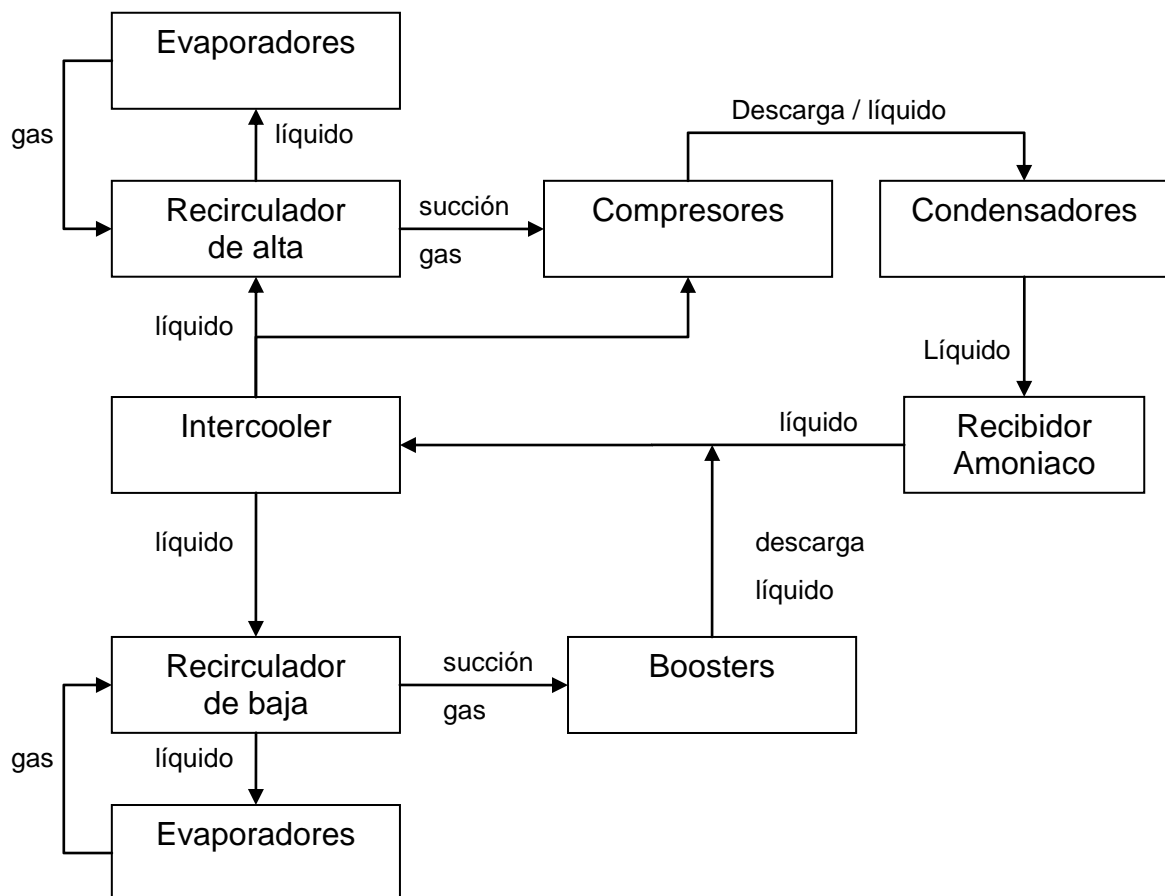 Evaporadores
Descarga / líquido
gas
líquido
Recirculador
de alta
succión
gas
Compresores
Condensadores
líquido
Líquido
Intercooler
líquido
Recibidor
Amoniaco
líquido
descarga
líquido
Recirculador
de baja
succión
gas
Boosters
gas
líquido
Evaporadores